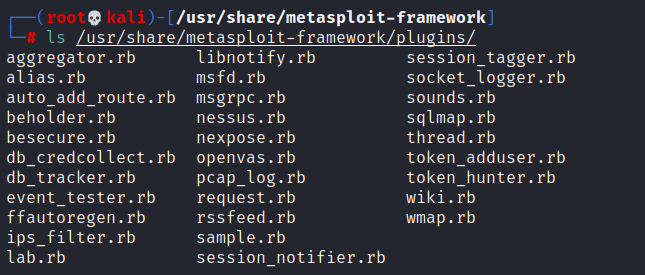 (root💀kali)-[/usr/share/metasploit-framework]
# ls /usr/share/metasploit-framework/plugins/
aggregator.rb libnotify.rb session_tagger.rb
alias.rb msfd.rb socket_logger.rb
auto_add_route.rb msgrpc.rb sounds.rb
beholder.rb nessus.rb sqlmap.rb
besecure.rb nexpose.rb thread.rb
db_credcollect.rb openvas.rb token_adduser.rb
db_tracker.rb pcap_log.rb token_hunter.rb
event_tester.rb request.rb wiki.rb
ffautoregen.rb rssfeed.rb wmap.rb
ips_filter.rb sample.rb
lab.rb session_notifier.rb